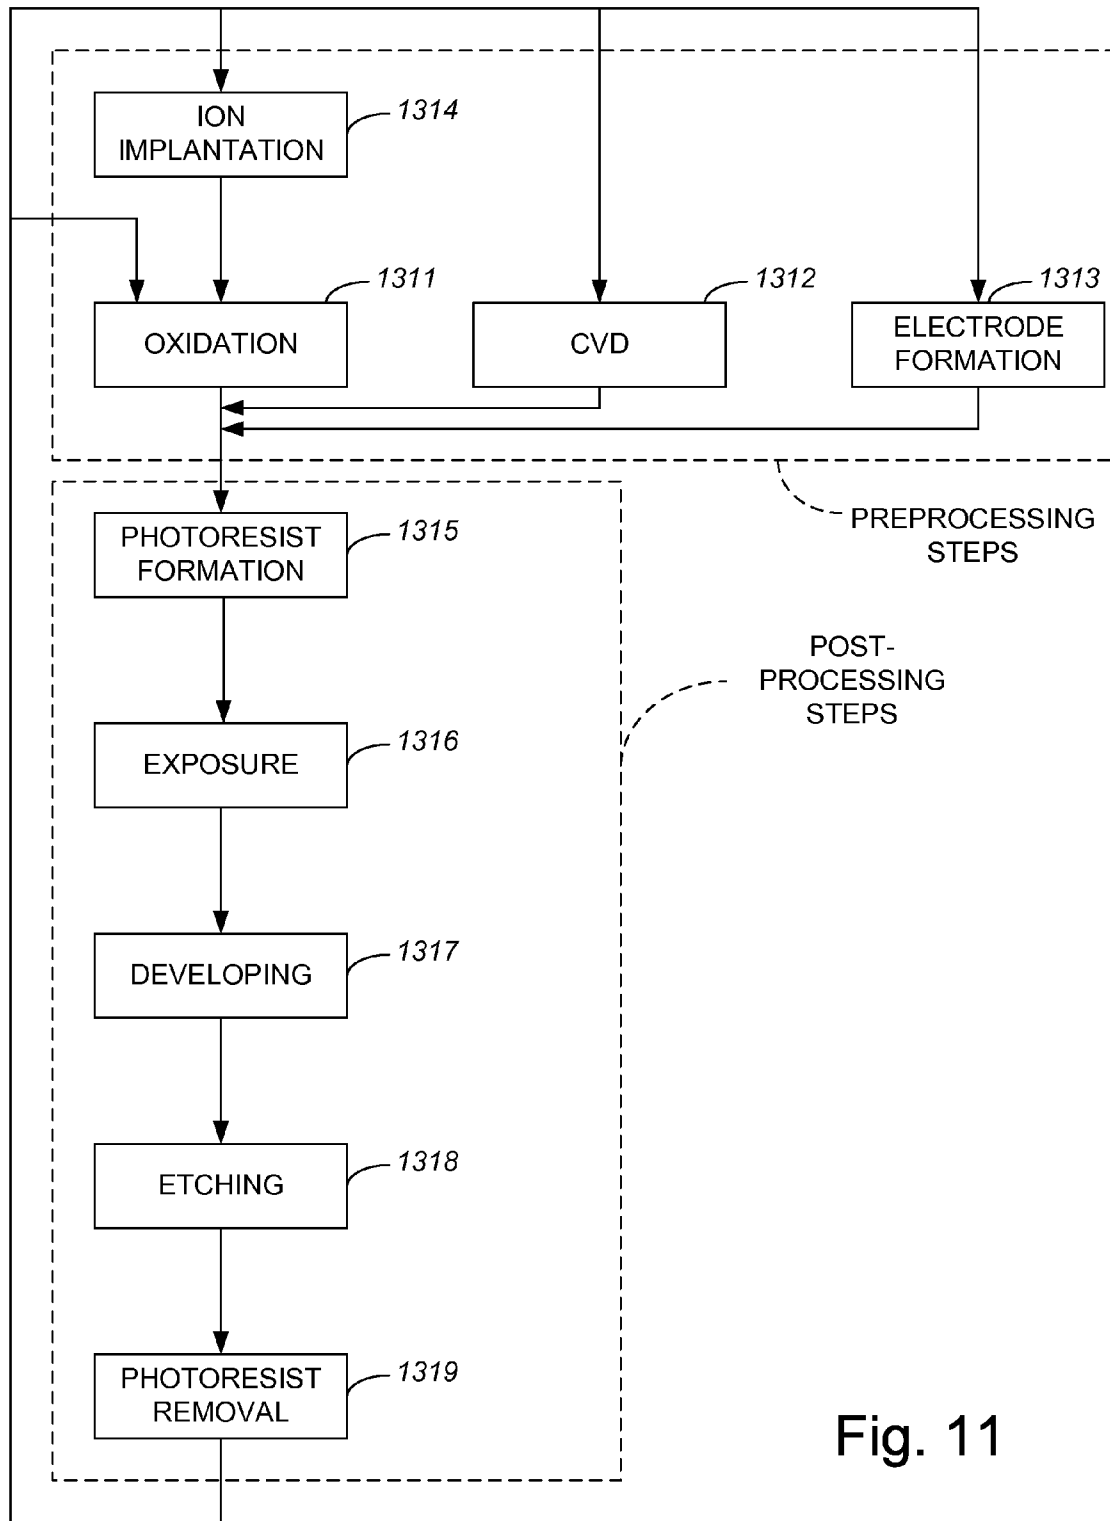 ION
IMPLANTATION
1314
1311
1312
1313
OXIDATION
CVD
ELECTRODE
FORMATION
PREPROCESSING
STEPS
PHOTORESIST
FORMATION
1315
POST-
PROCESSING
STEPS
EXPOSURE
1316
DEVELOPING
1317
ETCHING
1318
PHOTORESIST
REMOVAL
1319
Fig. 11